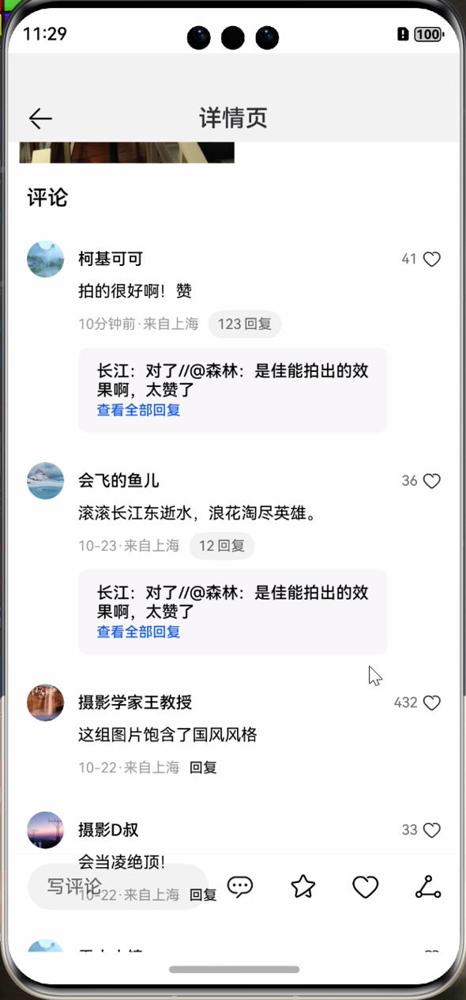 11:29
100
详情页
评论
柯基可可
41
拍的很好啊！赞
10分钟前·来自上海 123 回复
长江：对了//@森林：是佳能拍出的效
果啊，太赞了
查看全部回复
会飞的鱼儿
36
滚滚长江东逝水，浪花淘尽英雄。
10-23·来自上海 12 回复
长江：对了//@森林：是佳能拍出的效
果啊，太赞了
查看全部回复
摄影学家王教授
432
这组图片饱含了国风风格
10-22·来自上海 回复
摄影D叔
33
会当凌绝顶！
写评论
10-22·来自上海 回复